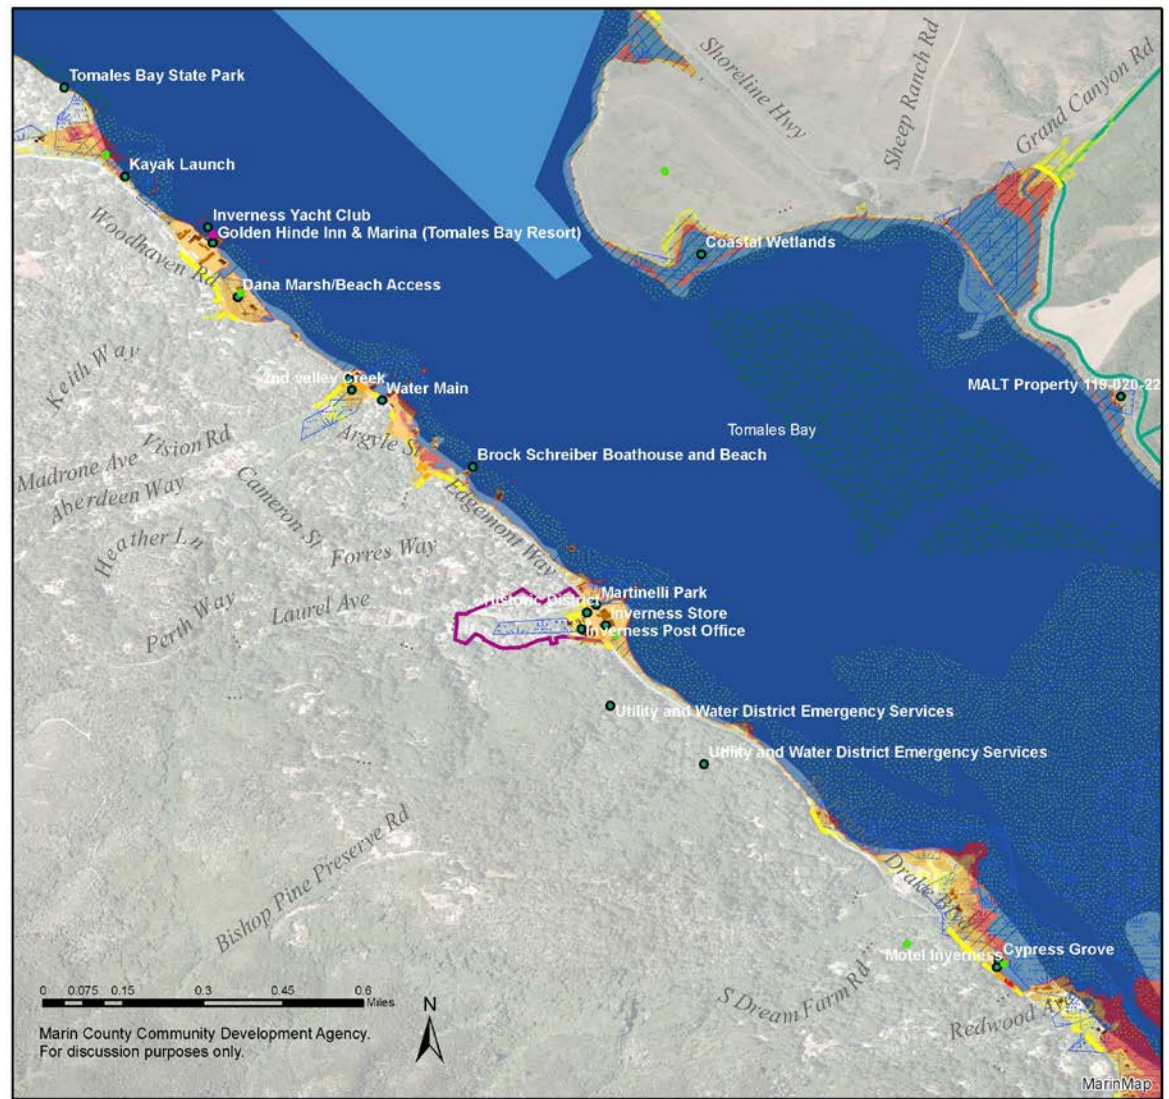 Tomales Bay State Park
Shoreline Hwy
Sheep Ranch Rd
Grand Canyon Rd
Kayak Launch
Inverness Yacht Club
Golden Hinde Inn & Marina (Tomales Bay Resort)
Woodhaven Rd
Coastal Wetlands
Dana Marsh/Beach Access
Keith Way
2nd valley Creek
Water Main
MALT Property 119-020-22
Tomales Bay
Argyle St
Vision Rd
Madrone Ave
Brock Schreiber Boathouse and Beach
Aberdeen Way
Cameron St
Edgemont Way
Heather Ln
Forres Way
Martinelli Park
Historic District
Laurel Ave
Inverness Store
Perth Way
Inverness Post Office
Utility and Water District Emergency Services
Utility and Water District Emergency Services
Bishop Pine Preserve Rd
Drake Blvd
Motel Inverness
Cypress Grove
S Dream Farm Rd
Redwood Ave
0 0.075 0.15 0.3 0.45 0.6
Miles
N
Marin County Community Development Agency.
For discussion purposes only.
MarinMap